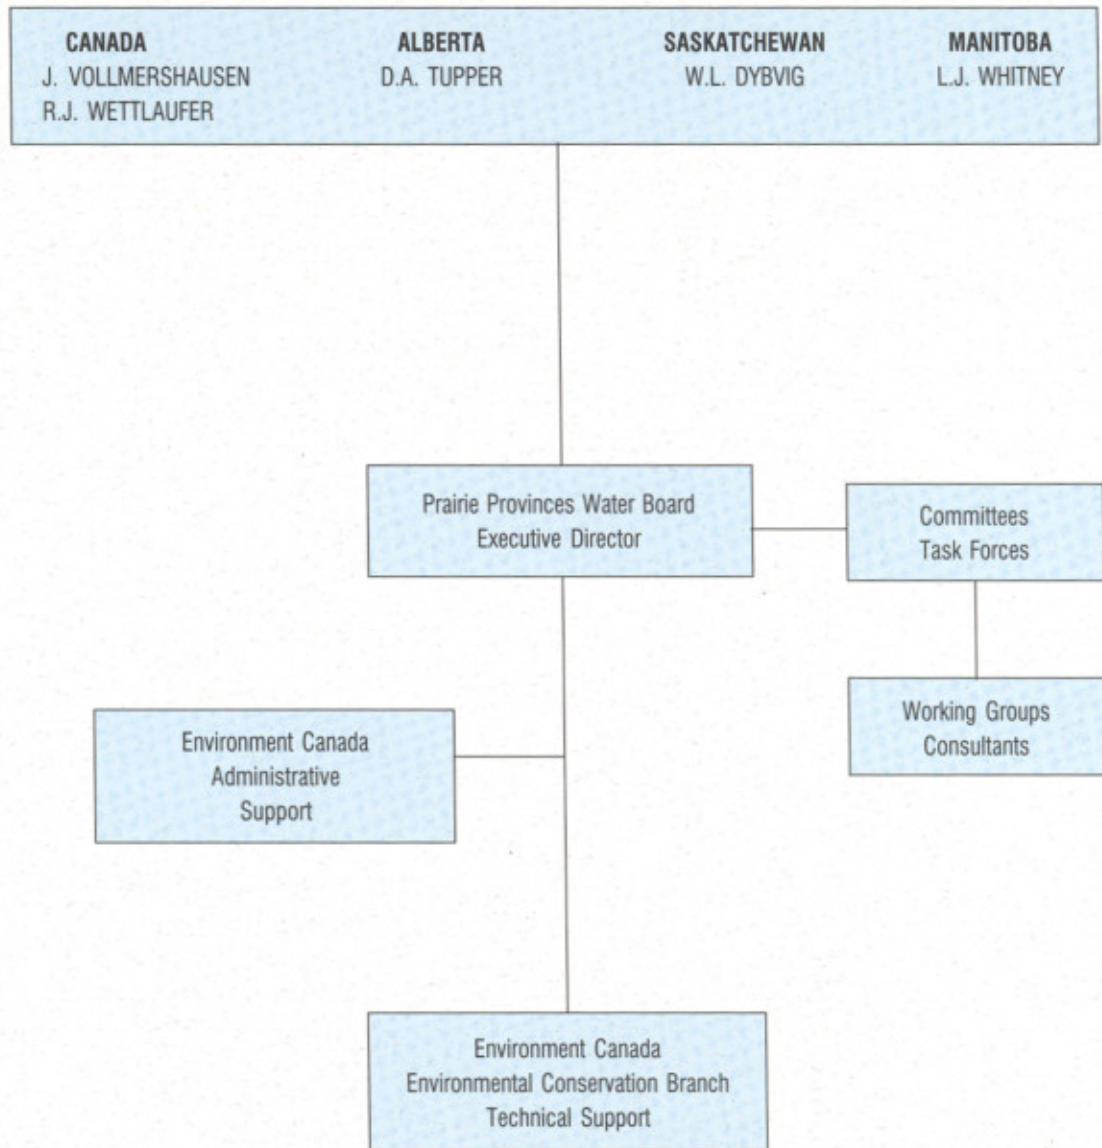 CANADA
J. VOLLMERSHAUSEN
R.J. WETTLAUFER
ALBERTA
D.A. TUPPER
SASKATCHEWAN
W.L. DYBVIG
MANITOBA
L.J. WHITNEY
Prairie Provinces Water Board
Executive Director
Committees
Task Forces
Working Groups
Consultants
Environment Canada
Administrative
Support
Environment Canada
Environmental Conservation Branch
Technical Support